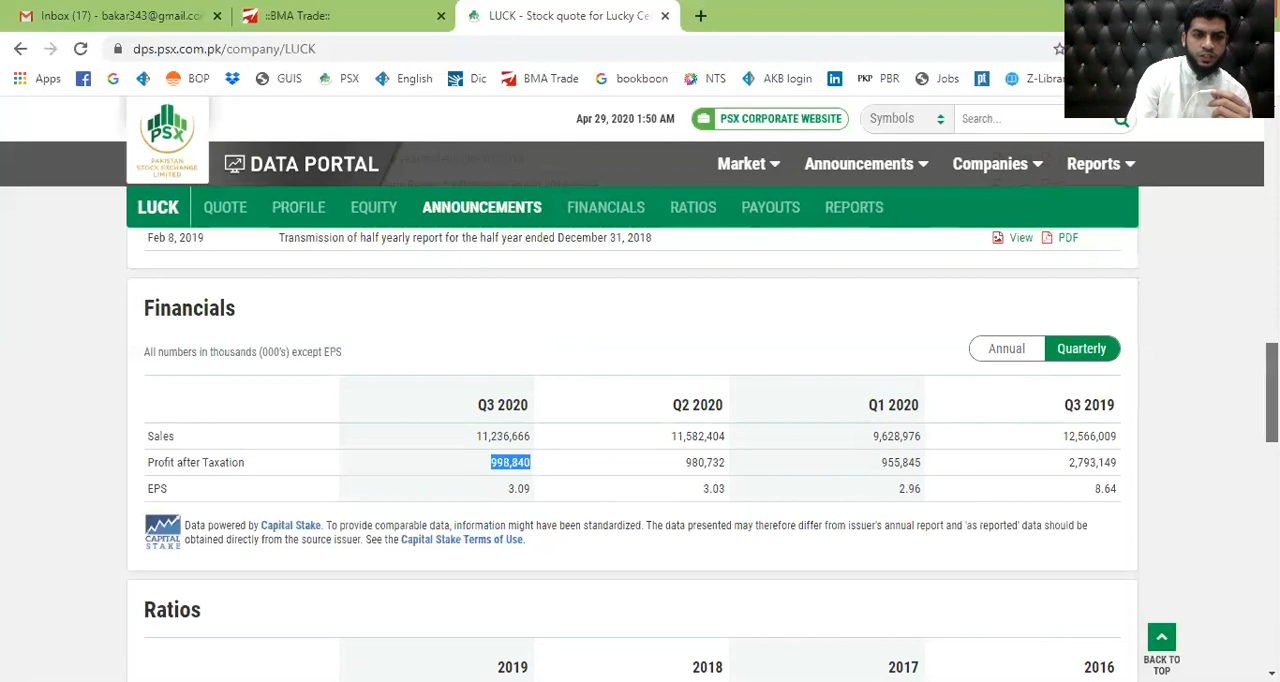 Inbox (17) - bakar343@gmail.co
::BMA Trade::
LUCK - Stock quote for Lucky Ce
dps.psx.com.pk/company/LUCK
Apps
BOP
GUIS
PSX
English
Dic
BMA Trade
bookboon
NTS
AKB login
PKP PBR
Jobs
Z-Libra
PSX
PAKISTAN
STOCK EXCHANGE
LIMITED
Apr 29, 2020 1:50 AM
PSX CORPORATE WEBSITE
Symbols
Search...
DATA PORTAL
Market
Announcements
Companies
Reports
LUCK QUOTE PROFILE EQUITY ANNOUNCEMENTS FINANCIALS RATIOS PAYOUTS REPORTS
Feb 8, 2019 Transmission of half yearly report for the half year ended December 31, 2018 View PDF
Financials
All numbers in thousands (000's) except EPS
Annual Quarterly
Q3 2020 Q2 2020 Q1 2020 Q3 2019
Sales 11,236,666 11,582,404 9,628,976 12,566,009
Profit after Taxation 998,840 980,732 955,845 2,793,149
EPS 3.09 3.03 2.96 8.64
CAPITAL
STAKE
Data powered by Capital Stake. To provide comparable data, information might have been standardized. The data presented may therefore differ from issuer's annual report and 'as reported' data should be
obtained directly from the source issuer. See the Capital Stake Terms of Use.
Ratios
2019 2018 2017 2016
BACK TO
TOP